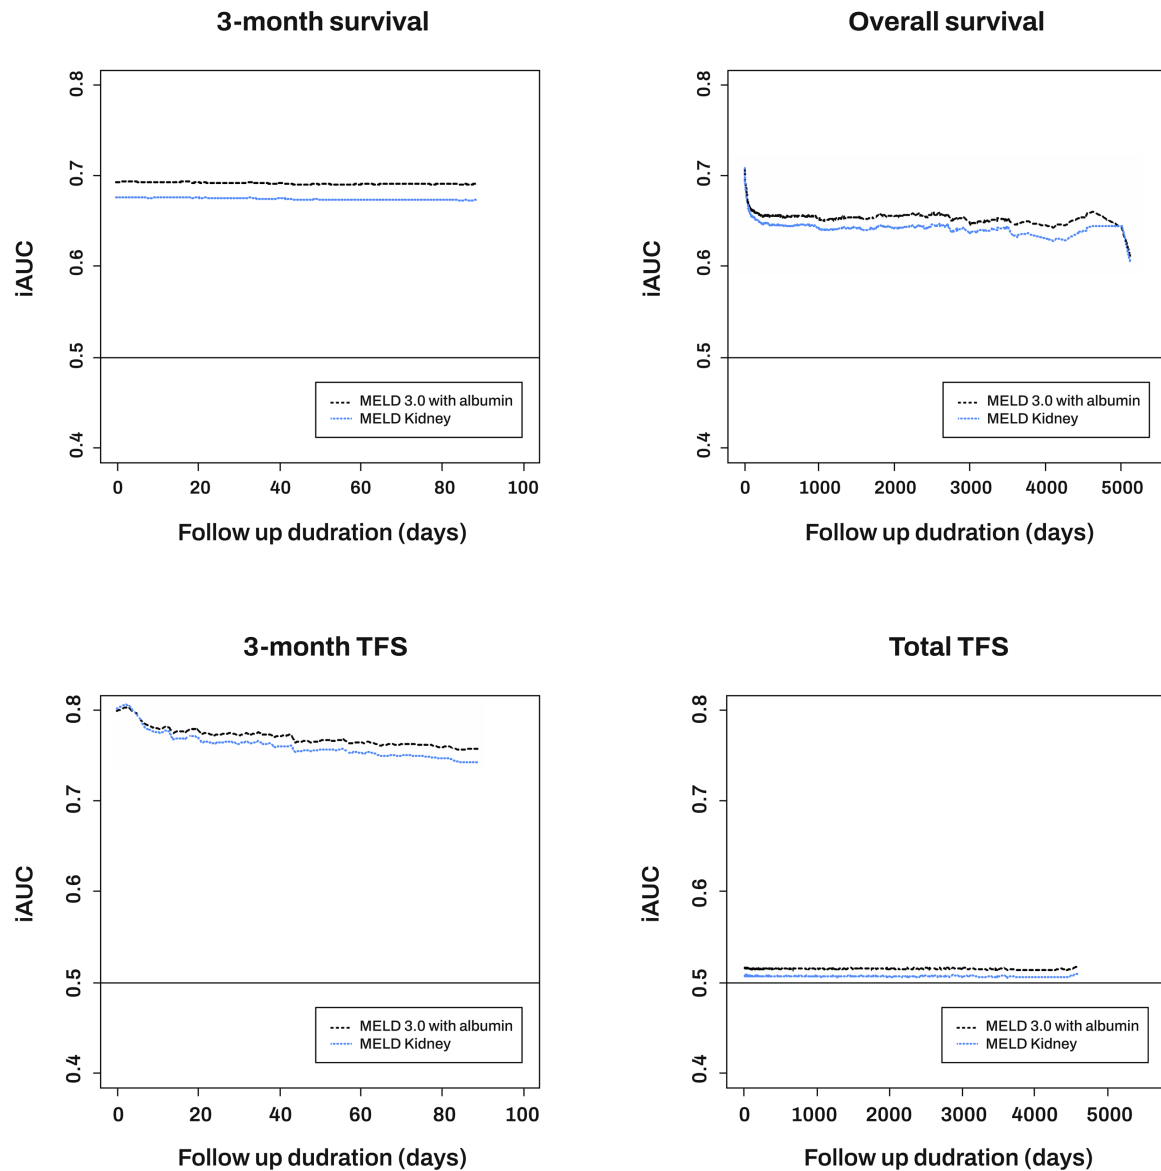 3-month survival
iAUC
0.8
0.7
0.6
0.5
0.4
MELD 3.0 with albumin
MELD Kidney
0 20 40 60 80 100
Follow up dudration (days)
Overall survival
iAUC
0.8
0.7
0.6
0.5
0.4
MELD 3.0 with albumin
MELD Kidney
0 1000 2000 3000 4000 5000
Follow up dudration (days)
3-month TFS
iAUC
0.8
0.7
0.6
0.5
0.4
MELD 3.0 with albumin
MELD Kidney
0 20 40 60 80 100
Follow up dudration (days)
Total TFS
iAUC
0.8
0.7
0.6
0.5
0.4
MELD 3.0 with albumin
MELD Kidney
0 1000 2000 3000 4000 5000
Follow up dudration (days)